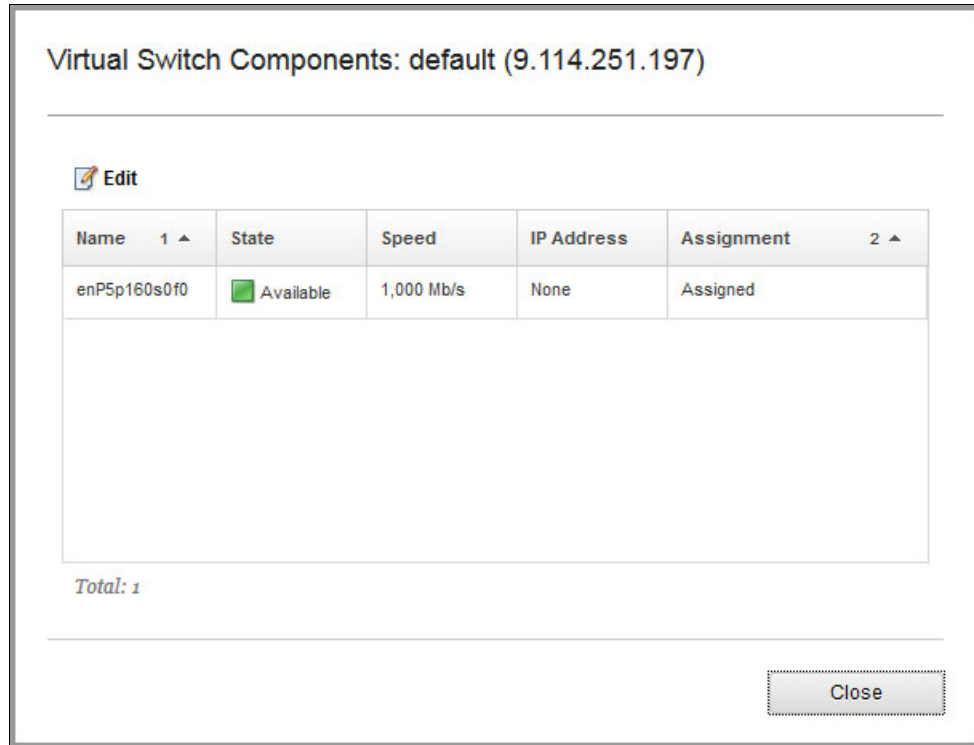 Virtual Switch Components: default (9.114.251.197)
Edit
Name 1 ▲ State Speed IP Address Assignment 2 ▲
enP5p160s0f0 Available 1,000 Mb/s None Assigned
Total: 1
Close